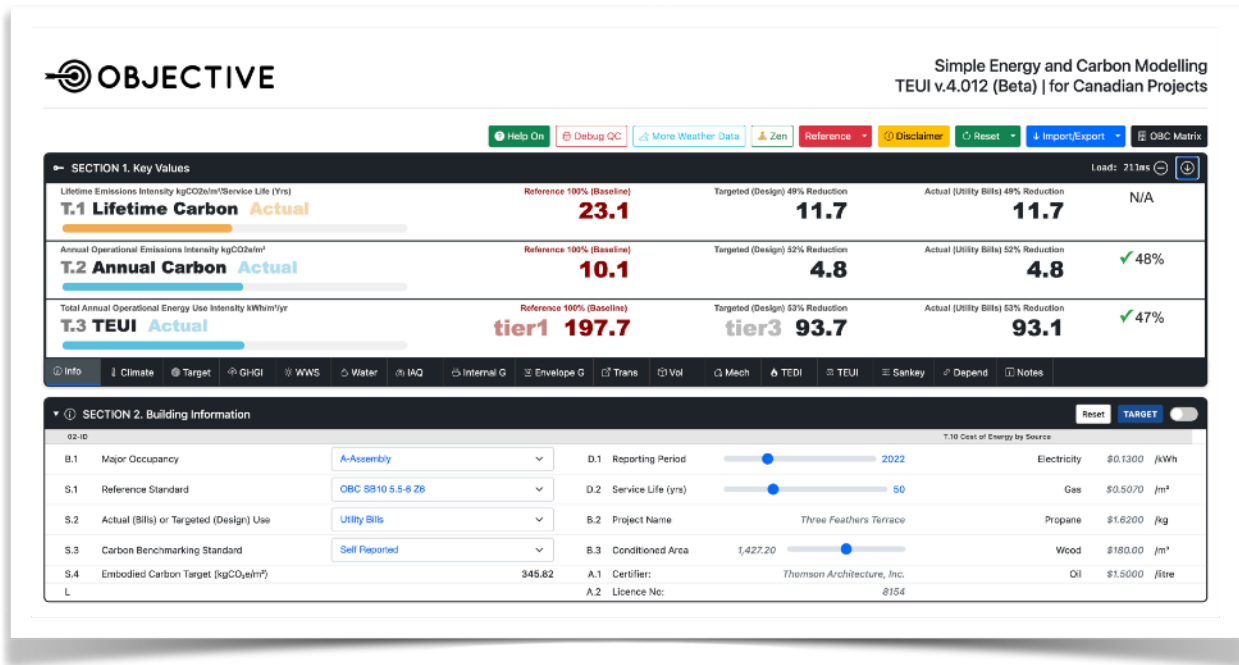 OBJECTIVE
Simple Energy and Carbon Modelling
TEUI v.4.012 (Beta) | for Canadian Projects
Help On Debug QC More Weather Data Zen Reference Disclaimer Reset Import/Export OBC Matrix
SECTION 1. Key Values Load: 211ms
Lifetime Emissions Intensity kgCO2e/m²/Service Life (Yrs) Reference 100% (Baseline) Targeted (Design) 49% Reduction Actual (Utility Bills) 49% Reduction
T.1 Lifetime Carbon Actual 23.1 11.7 11.7 N/A
Annual Operational Emissions Intensity kgCO2e/m² Reference 100% (Baseline) Targeted (Design) 52% Reduction Actual (Utility Bills) 52% Reduction
T.2 Annual Carbon Actual 10.1 4.8 4.8 ✓48%
Total Annual Operational Energy Use Intensity kWh/m²/yr Reference 100% (Baseline) Targeted (Design) 53% Reduction Actual (Utility Bills) 53% Reduction
T.3 TEUI Actual tier1 197.7 tier3 93.7 93.1 ✓47%
Info Climate Target GHGI WWS Water IAQ Internal G Envelope G Trans Vol Mech TEDI TEUI Sankey Depend Notes
SECTION 2. Building Information Reset TARGET
02-ID T.10 Cost of Energy by Source
B.1 Major Occupancy A-Assembly D.1 Reporting Period 2022 Electricity $0.1300 /kWh
S.1 Reference Standard OBC SB10 5.5-6 Z6 D.2 Service Life (yrs) 50 Gas $0.5070 /m³
S.2 Actual (Bills) or Targeted (Design) Use Utility Bills B.2 Project Name Three Feathers Terrace Propane $1.6200 /kg
S.3 Carbon Benchmarking Standard Self Reported B.3 Conditioned Area 1,427.20 Wood $180.00 /m³
S.4 Embodied Carbon Target (kgCO₂e/m²) 345.82 A.1 Certifier: Thomson Architecture, Inc. Oil $1.5000 /litre
L A.2 Licence No: 8154